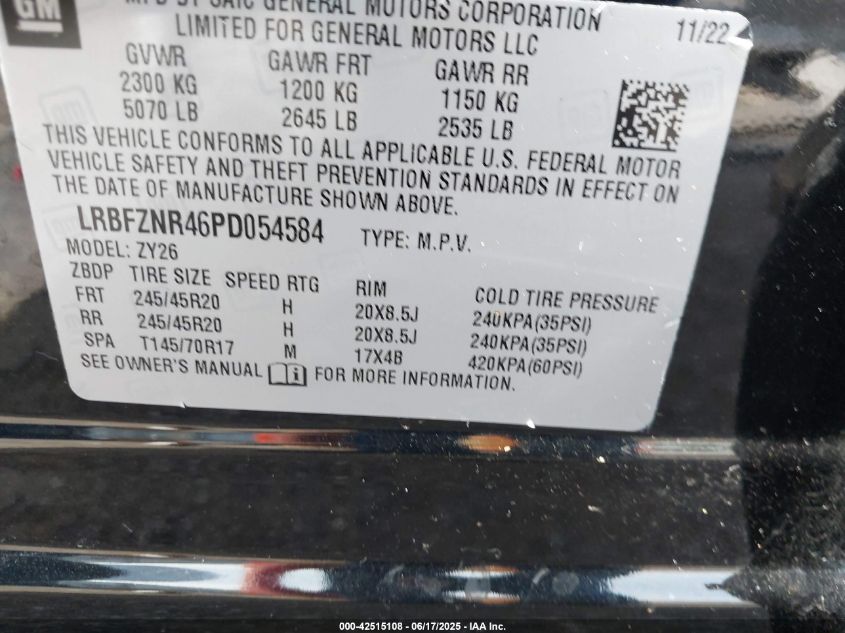 GM
MFD BY SAIC GENERAL MOTORS CORPORATION
LIMITED FOR GENERAL MOTORS LLC
11/22
GVWR GAWR FRT GAWR RR
2300 KG 1200 KG 1150 KG
5070 LB 2645 LB 2535 LB
THIS VEHICLE CONFORMS TO ALL APPLICABLE U.S. FEDERAL MOTOR
VEHICLE SAFETY AND THEFT PREVENTION STANDARDS IN EFFECT ON
THE DATE OF MANUFACTURE SHOWN ABOVE.
LRBFZNR46PD054584 TYPE: M.P.V.
MODEL: ZY26
ZBDP TIRE SIZE SPEED RTG RIM COLD TIRE PRESSURE
FRT 245/45R20 H 20X8.5J 240KPA(35PSI)
RR 245/45R20 H 20X8.5J 240KPA(35PSI)
SPA T145/70R17 M 17X4B 420KPA(60PSI)
SEE OWNER'S MANUAL FOR MORE INFORMATION.
000-42515108 - 06/17/2025 - IAA Inc.